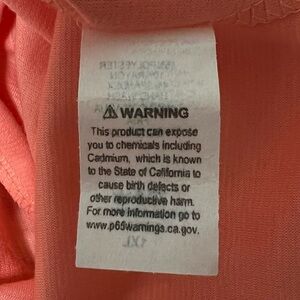 ⚠ WARNING
This product can expose
you to chemicals including
Cadmium, which is known
to the State of California to
cause birth defects or
other reproductive harm.
For more information go to
www.p65warnings.ca.gov.
1XL